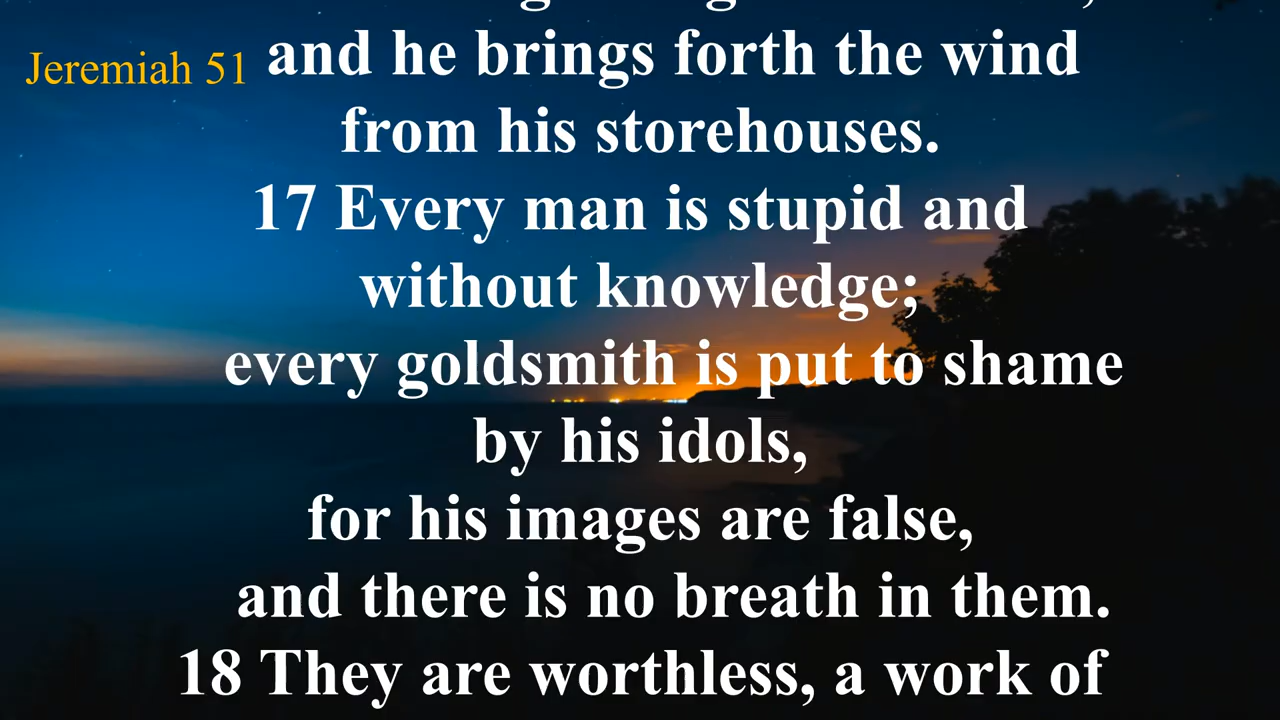 Jeremiah 51
and he brings forth the wind
from his storehouses.
17 Every man is stupid and
without knowledge;
every goldsmith is put to shame
by his idols,
for his images are false,
and there is no breath in them.
18 They are worthless, a work of